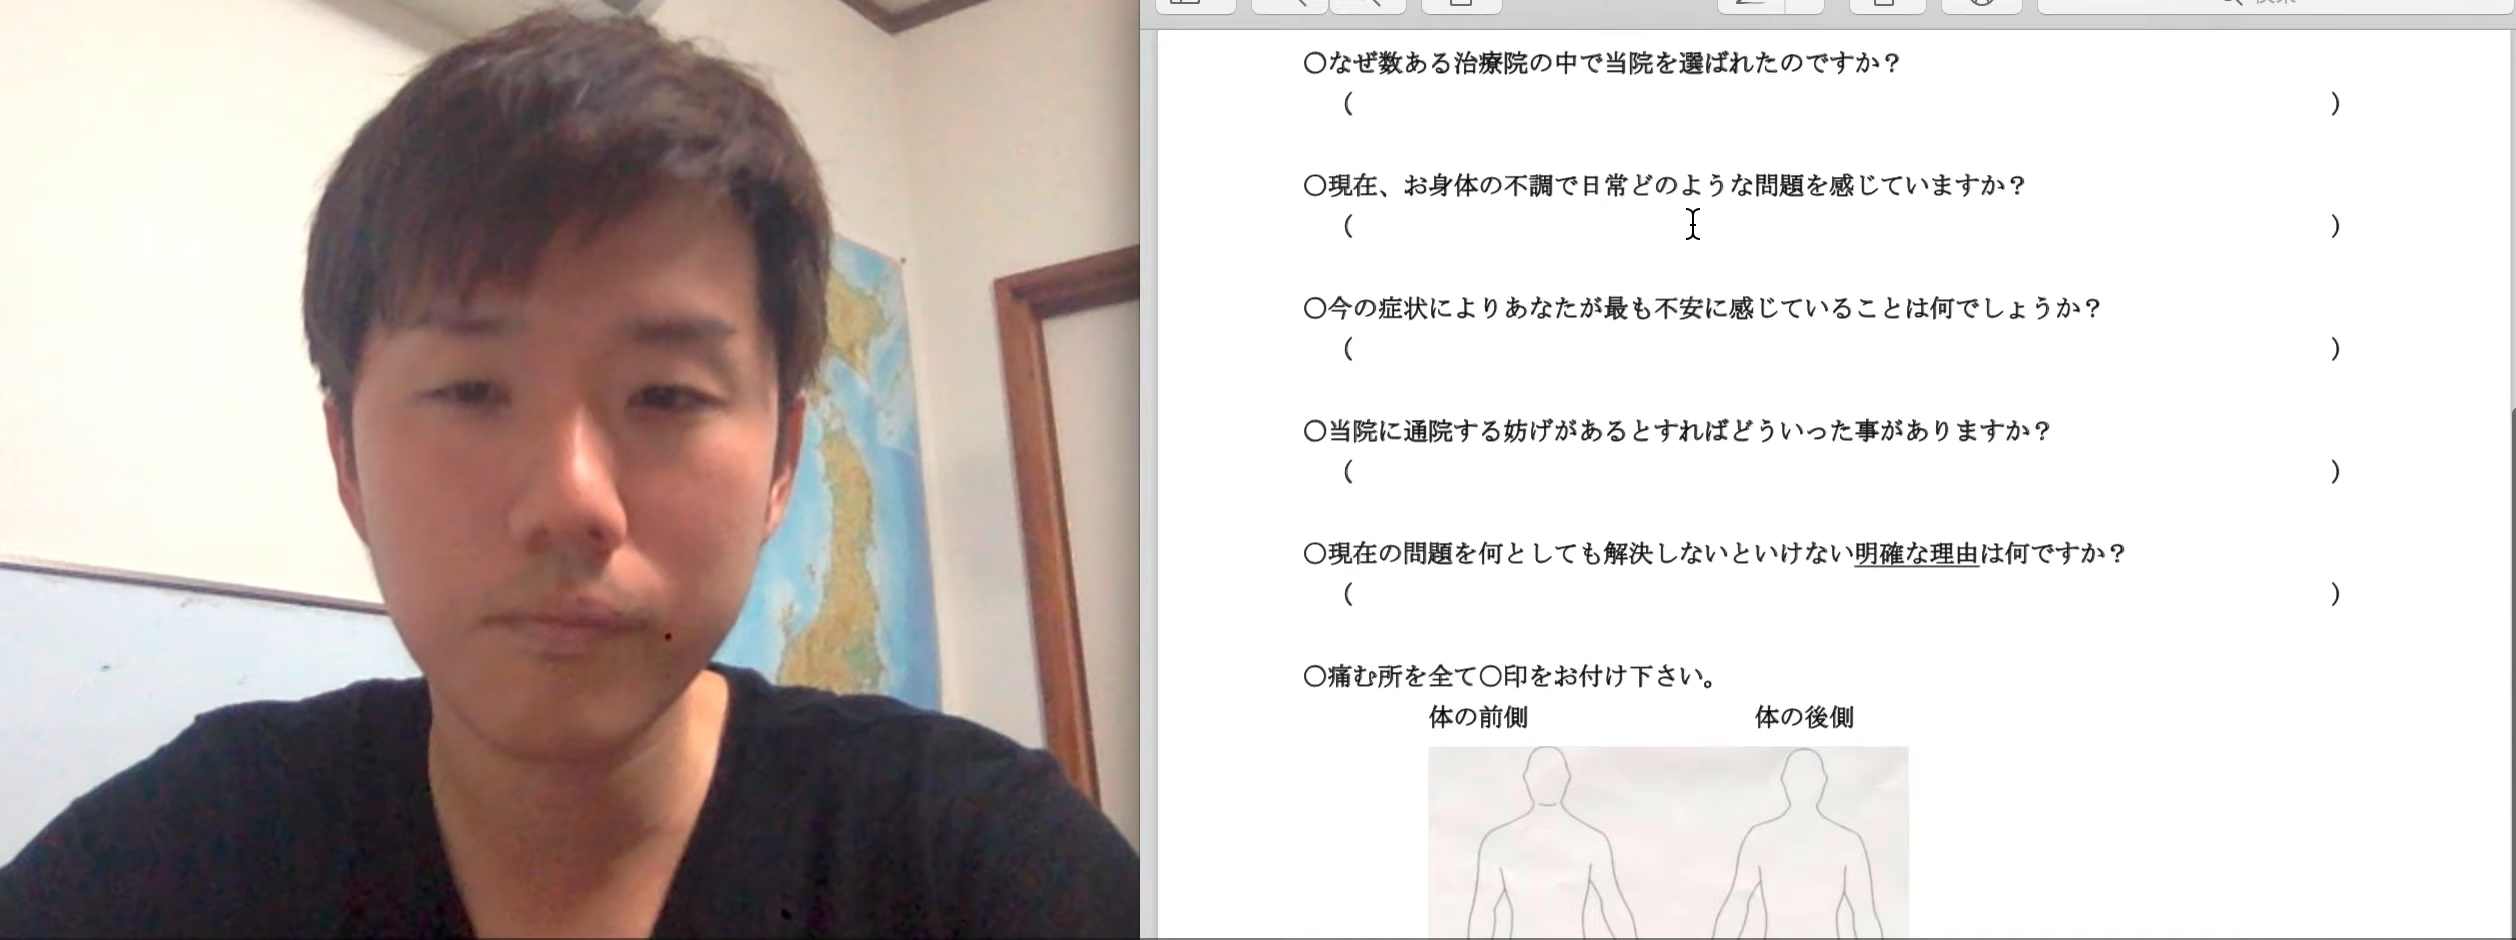 〇なぜ数ある治療院の中で当院を選ばれたのですか？
（　　　　　　　　　　　　　　　　　　　　　　　　　　　　　　　　　　　　　　　）
〇現在、お身体の不調で日常どのような問題を感じていますか？
（　　　　　　　　　　　　　　　　　　　　　　　　　　　　　　　　　　　　　　　）
〇今の症状によりあなたが最も不安に感じていることは何でしょうか？
（　　　　　　　　　　　　　　　　　　　　　　　　　　　　　　　　　　　　　　　）
〇当院に通院する妨げがあるとすればどういった事がありますか？
（　　　　　　　　　　　　　　　　　　　　　　　　　　　　　　　　　　　　　　　）
〇現在の問題を何としても解決しないといけない明確な理由は何ですか？
（　　　　　　　　　　　　　　　　　　　　　　　　　　　　　　　　　　　　　　　）
〇痛む所を全て〇印をお付け下さい。
体の前側　　　　　　　　　体の後側